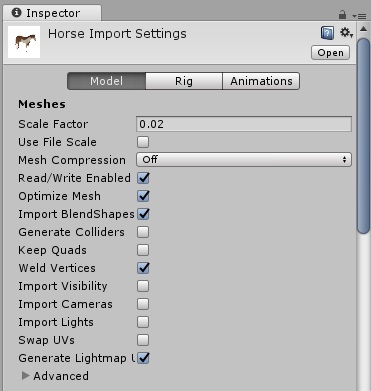 Inspector
Horse Import Settings
Open
Model Rig Animations
Meshes
Scale Factor 0.02
Use File Scale
Mesh Compression Off
Read/Write Enabled
Optimize Mesh
Import BlendShapes
Generate Colliders
Keep Quads
Weld Vertices
Import Visibility
Import Cameras
Import Lights
Swap UVs
Generate Lightmap U
Advanced